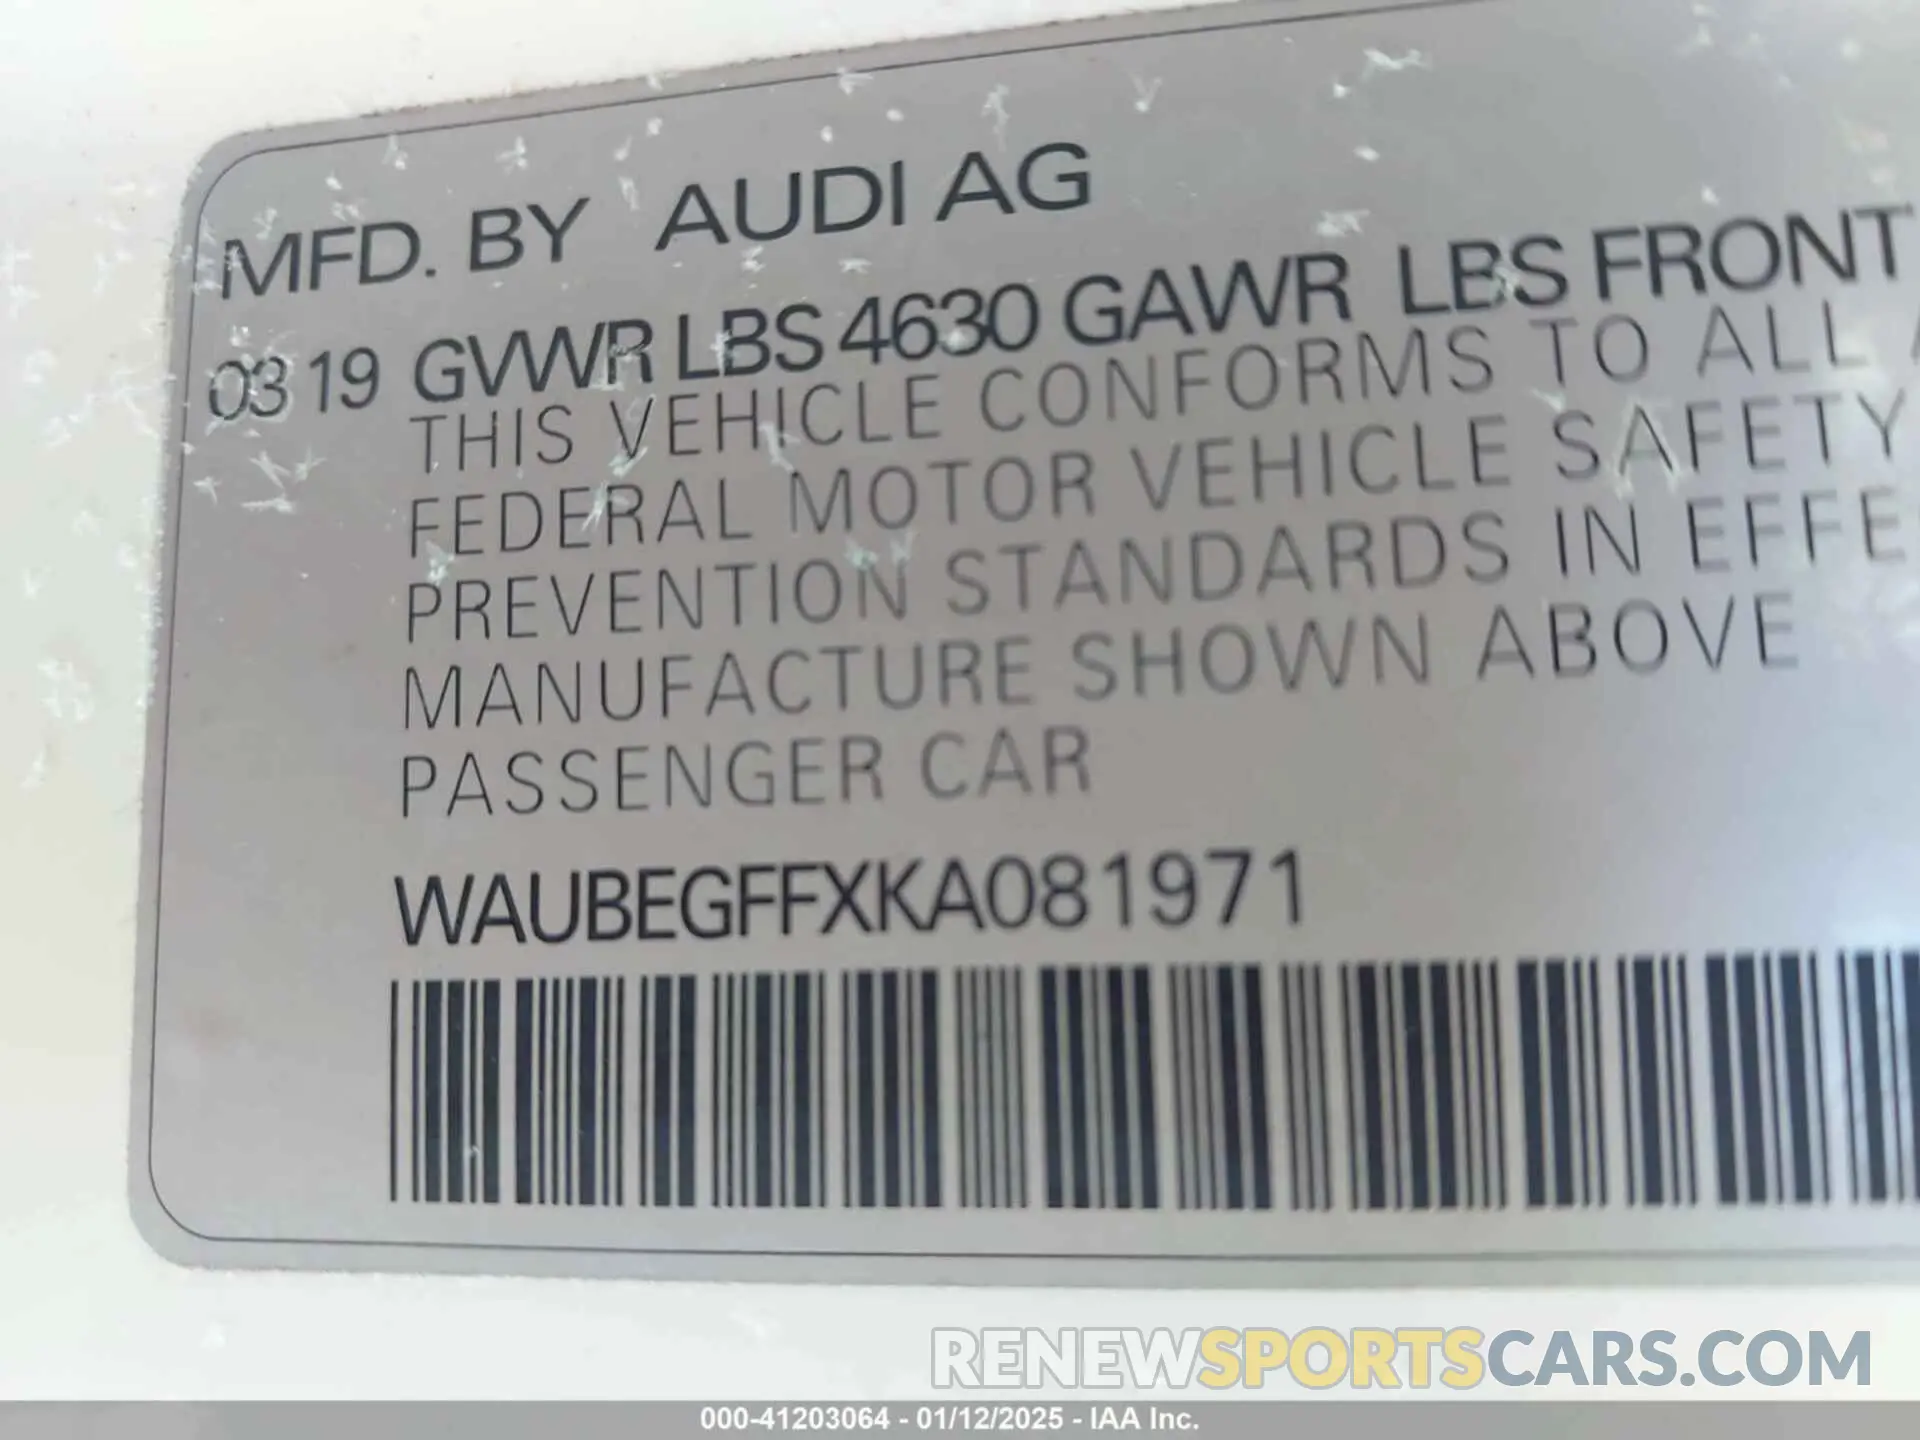 MFD. BY AUDI AG
03 19 GVWR LBS 4630 GAWR LBS FRONT
THIS VEHICLE CONFORMS TO ALL
FEDERAL MOTOR VEHICLE SAFETY
PREVENTION STANDARDS IN EFFE
MANUFACTURE SHOWN ABOVE
PASSENGER CAR
WAUBEGFFXKA081971
RENEWSPORTSCARS.COM
000-41203064 - 01/12/2025 - IAA Inc.